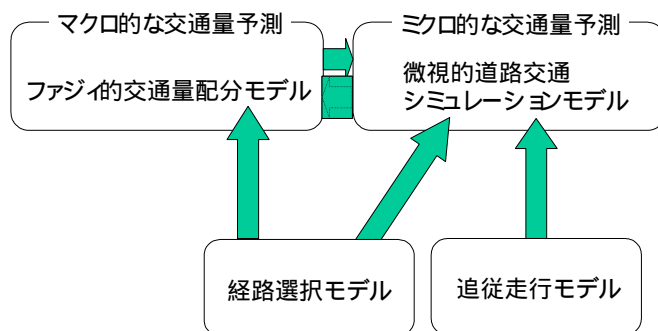 マクロ的な交通量予測
ファジィ的交通量配分モデル
ミクロ的な交通量予測
微視的道路交通
シミュレーションモデル
経路選択モデル
追従走行モデル